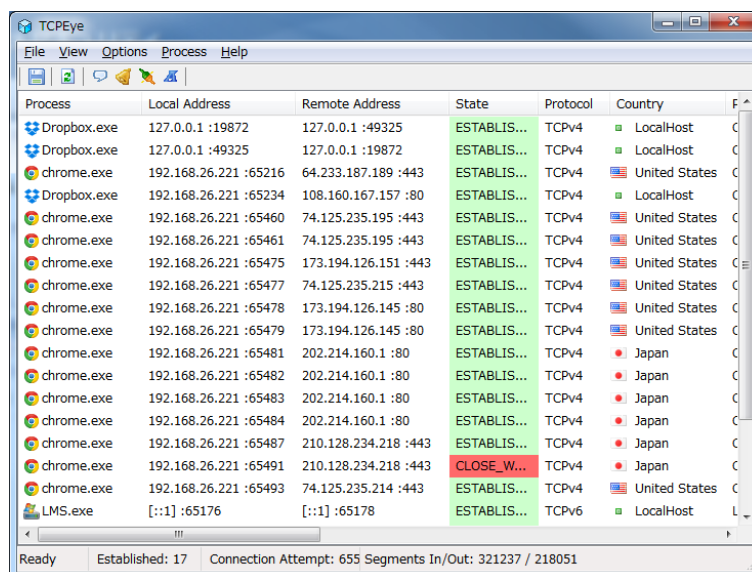 TCPEye
File View Options Process Help
Process Local Address Remote Address State Protocol Country
Dropbox.exe 127.0.0.1 :19872 127.0.0.1 :49325 ESTABLIS... TCPv4 LocalHost
Dropbox.exe 127.0.0.1 :49325 127.0.0.1 :19872 ESTABLIS... TCPv4 LocalHost
chrome.exe 192.168.26.221 :65216 64.233.187.189 :443 ESTABLIS... TCPv4 United States
Dropbox.exe 192.168.26.221 :65234 108.160.167.157 :80 ESTABLIS... TCPv4 LocalHost
chrome.exe 192.168.26.221 :65460 74.125.235.195 :443 ESTABLIS... TCPv4 United States
chrome.exe 192.168.26.221 :65461 74.125.235.195 :443 ESTABLIS... TCPv4 United States
chrome.exe 192.168.26.221 :65475 173.194.126.151 :443 ESTABLIS... TCPv4 United States
chrome.exe 192.168.26.221 :65477 74.125.235.215 :443 ESTABLIS... TCPv4 United States
chrome.exe 192.168.26.221 :65478 173.194.126.145 :80 ESTABLIS... TCPv4 United States
chrome.exe 192.168.26.221 :65479 173.194.126.145 :80 ESTABLIS... TCPv4 United States
chrome.exe 192.168.26.221 :65481 202.214.160.1 :80 ESTABLIS... TCPv4 Japan
chrome.exe 192.168.26.221 :65482 202.214.160.1 :80 ESTABLIS... TCPv4 Japan
chrome.exe 192.168.26.221 :65483 202.214.160.1 :80 ESTABLIS... TCPv4 Japan
chrome.exe 192.168.26.221 :65484 202.214.160.1 :80 ESTABLIS... TCPv4 Japan
chrome.exe 192.168.26.221 :65487 210.128.234.218 :443 ESTABLIS... TCPv4 Japan
chrome.exe 192.168.26.221 :65491 210.128.234.218 :443 CLOSE_W... TCPv4 Japan
chrome.exe 192.168.26.221 :65493 74.125.235.214 :443 ESTABLIS... TCPv4 United States
LMS.exe [::1] :65176 [::1] :65178 ESTABLIS... TCPv6 LocalHost
Ready Established: 17 Connection Attempt: 655 Segments In/Out: 321237 / 218051